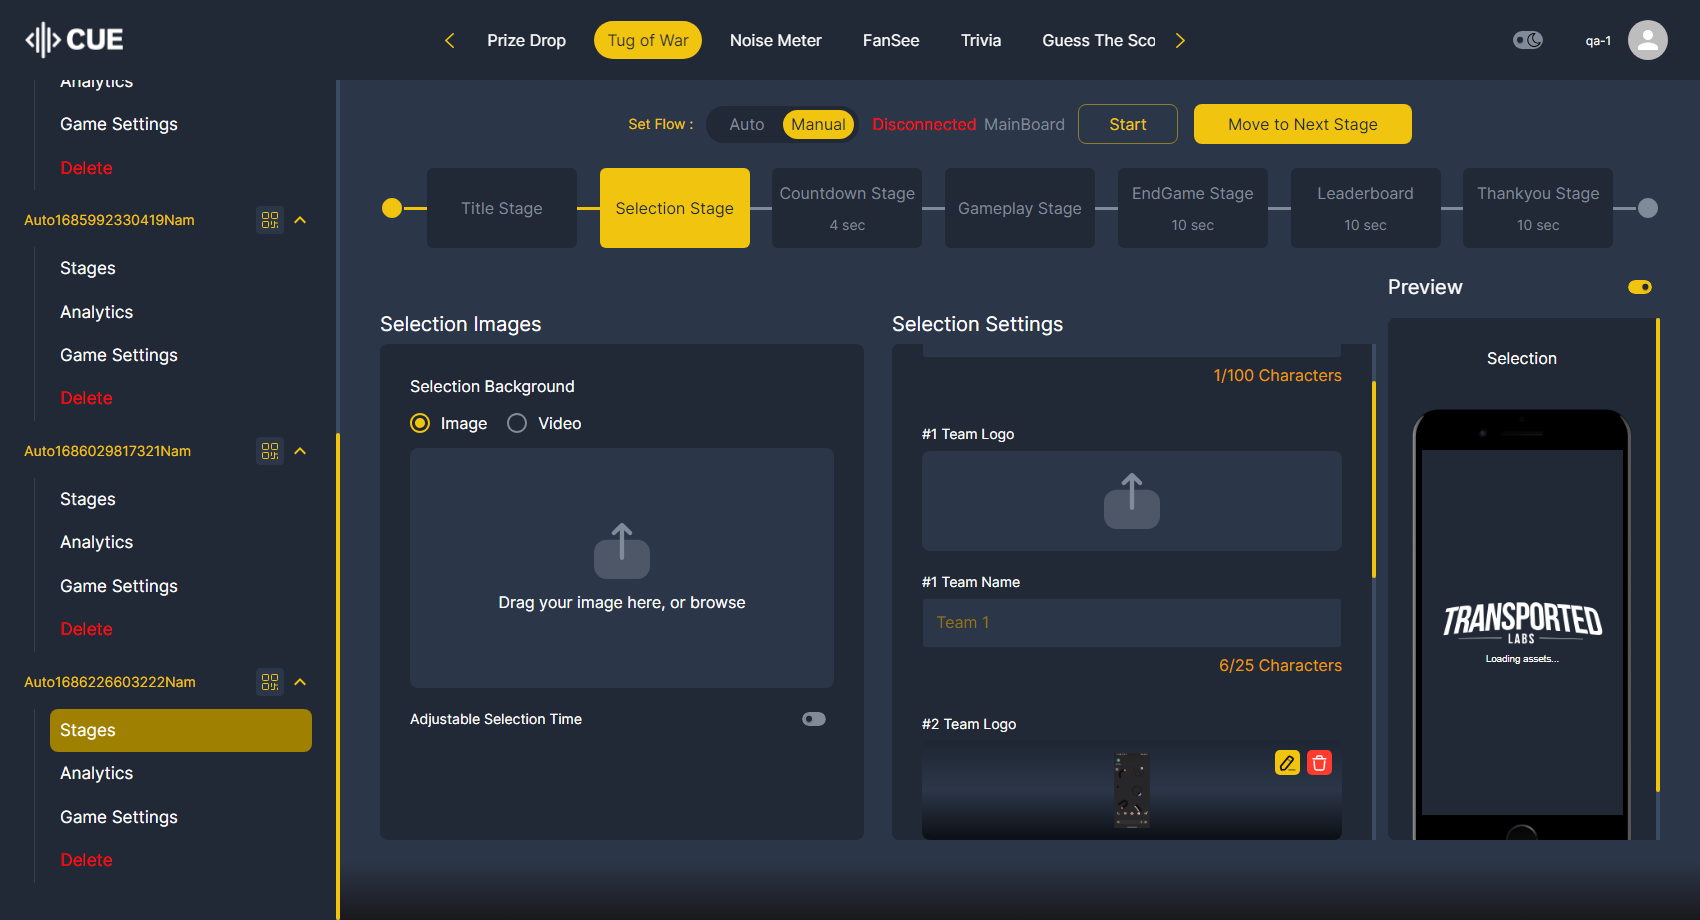 CUE
Prize Drop
Tug of War
Noise Meter
FanSee
Trivia
Guess The Sco
qa-1
Analytics
Game Settings
Delete
Auto1685992330419Nam
Stages
Analytics
Game Settings
Delete
Auto1686029817321Nam
Stages
Analytics
Game Settings
Delete
Auto1686226603222Nam
Stages
Analytics
Game Settings
Delete
Set Flow :
Auto
Manual
Disconnected MainBoard
Start
Move to Next Stage
Title Stage
Selection Stage
Countdown Stage
4 sec
Gameplay Stage
EndGame Stage
10 sec
Leaderboard
10 sec
Thankyou Stage
10 sec
Selection Images
Selection Background
Image
Video
Drag your image here, or browse
Adjustable Selection Time
Selection Settings
1/100 Characters
#1 Team Logo
#1 Team Name
Team 1
6/25 Characters
#2 Team Logo
Preview
Selection
TRANSPORTED
LABS
Loading assets...